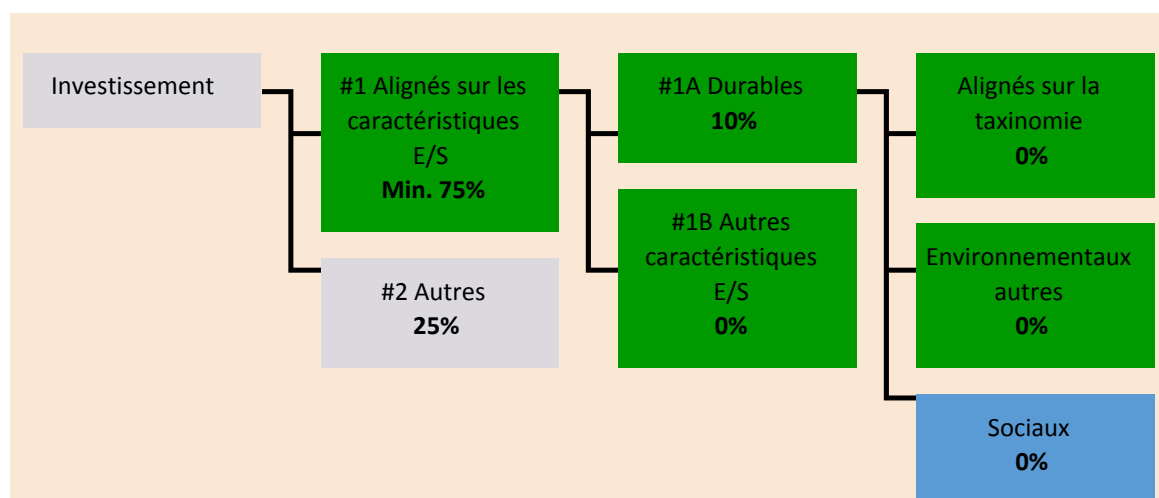 Investissement
#1 Alignés sur les
caractéristiques
E/S
Min. 75%
#2 Autres
25%
#1A Durables
10%
#1B Autres
caractéristiques
E/S
0%
Alignés sur la
taxinomie
0%
Environnementaux
autres
0%
Sociaux
0%